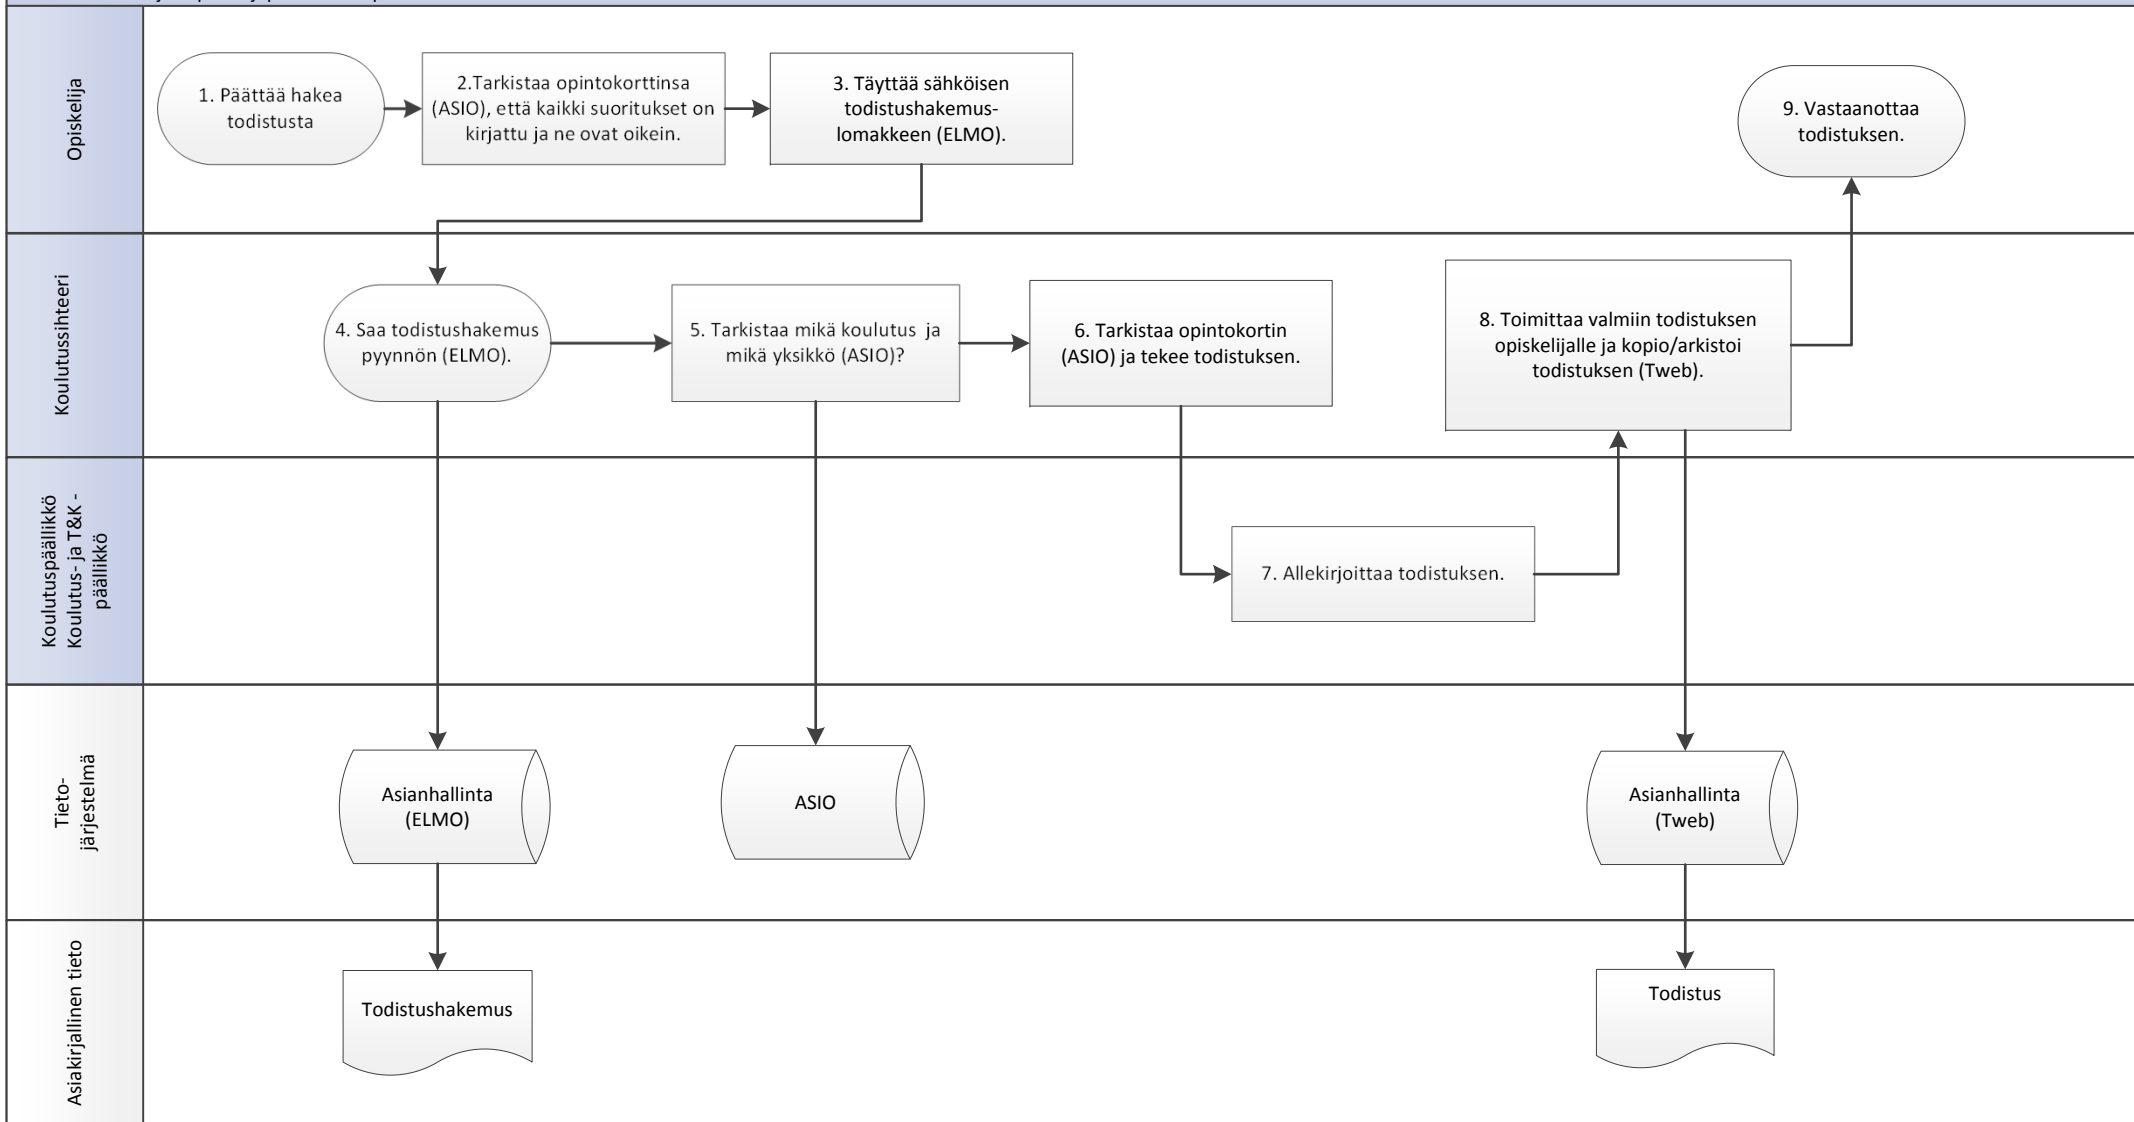 Opiskelija
1. Päättää hakea
todistusta
2.Tarkistaa opintokorttinsa
(ASIO), että kaikki suoritukset on
kirjattu ja ne ovat oikein.
3. Täyttää sähköisen
todistushakemus-
lomakkeen (ELMO).
9. Vastaanottaa
todistuksen.
Koulutussihteeri
4. Saa todistushakemus
pyynnön (ELMO).
5. Tarkistaa mikä koulutus ja
mikä yksikkö (ASIO)?
6. Tarkistaa opintokortin
(ASIO) ja tekee todistuksen.
8. Toimittaa valmiin todistuksen
opiskelijalle ja kopio/arkistoi
todistuksen (Tweb).
Koulutuspäällikkö
Koulutus- ja T&K -
päällikkö
7. Allekirjoittaa todistuksen.
Tieto-
järjestelmä
Asianhallinta
(ELMO)
ASIO
Asianhallinta
(Tweb)
Asiakirjallinen tieto
Todistushakemus
Todistus